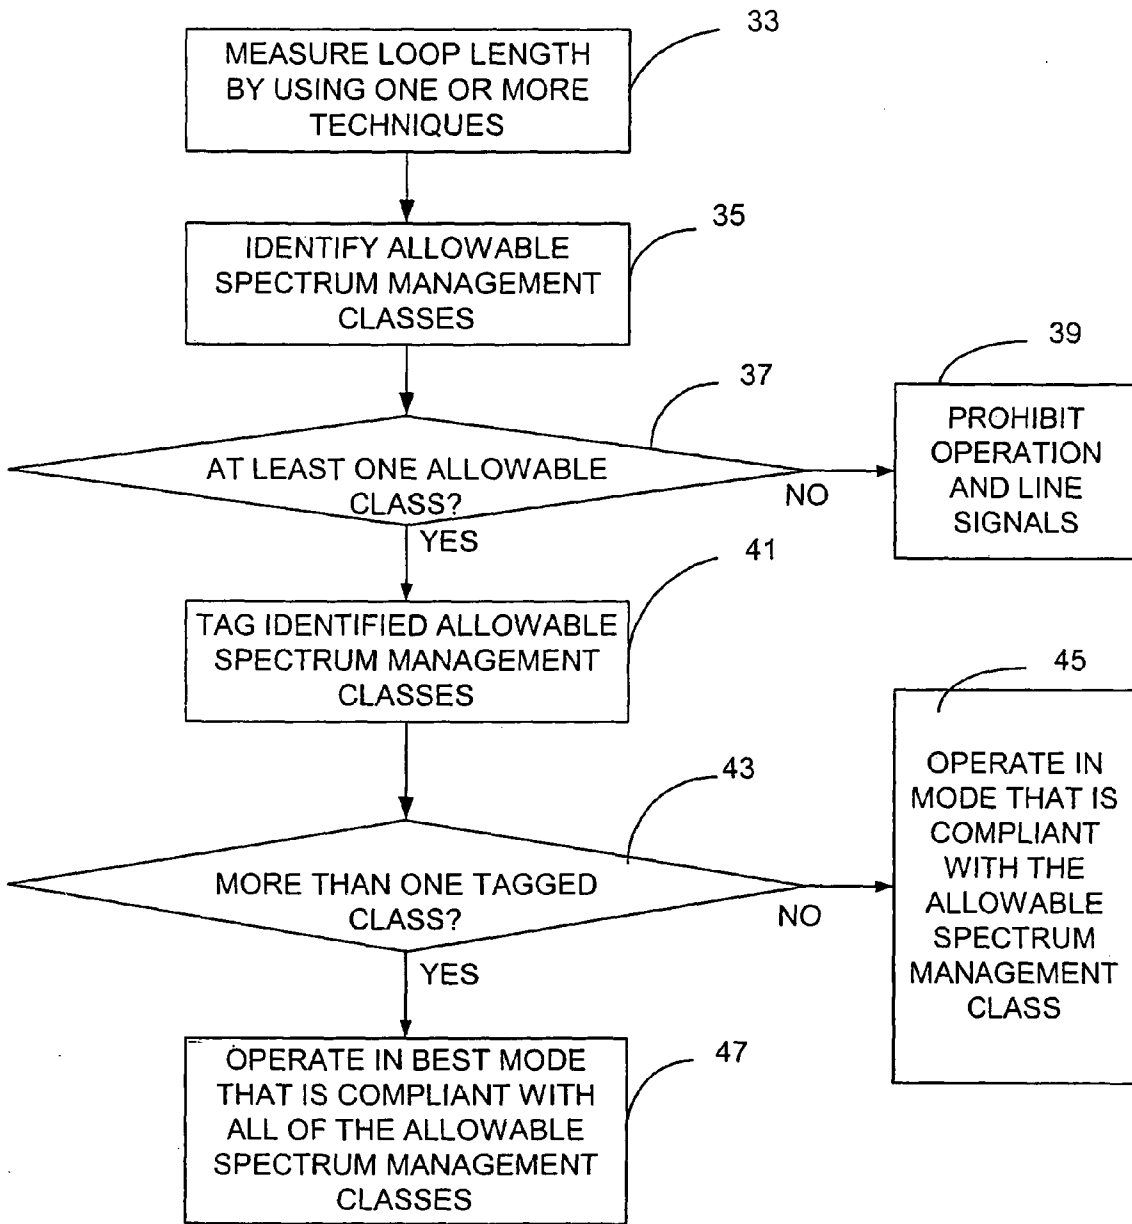 33
MEASURE LOOP LENGTH
BY USING ONE OR MORE
TECHNIQUES
35
IDENTIFY ALLOWABLE
SPECTRUM MANAGEMENT
CLASSES
37
AT LEAST ONE ALLOWABLE
CLASS?
NO
YES
39
PROHIBIT
OPERATION
AND LINE
SIGNALS
41
TAG IDENTIFIED ALLOWABLE
SPECTRUM MANAGEMENT
CLASSES
43
MORE THAN ONE TAGGED
CLASS?
NO
YES
45
OPERATE IN
MODE THAT IS
COMPLIANT
WITH THE
ALLOWABLE
SPECTRUM
MANAGEMENT
CLASS
47
OPERATE IN BEST MODE
THAT IS COMPLIANT WITH
ALL OF THE ALLOWABLE
SPECTRUM MANAGEMENT
CLASSES